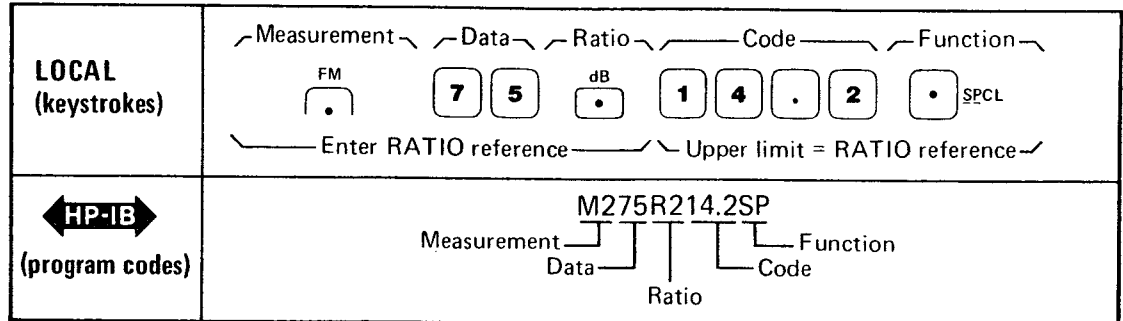 LOCAL
(keystrokes)
Measurement Data Ratio Code Function
FM dB
7 5 1 4 . 2 SPCL
Enter RATIO reference Upper limit = RATIO reference
HP-IB
(program codes)
M275R214.2SP
Measurement Function
Data Code
Ratio